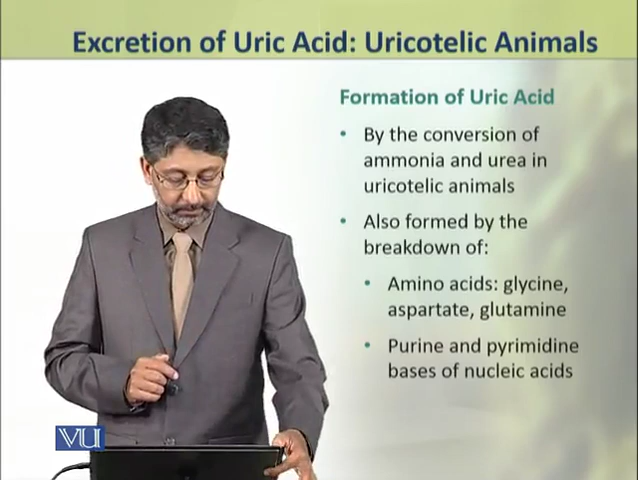 Excretion of Uric Acid: Uricotelic Animals
Formation of Uric Acid
• By the conversion of
ammonia and urea in
uricotelic animals
• Also formed by the
breakdown of:
• Amino acids: glycine,
aspartate, glutamine
• Purine and pyrimidine
bases of nucleic acids
VU